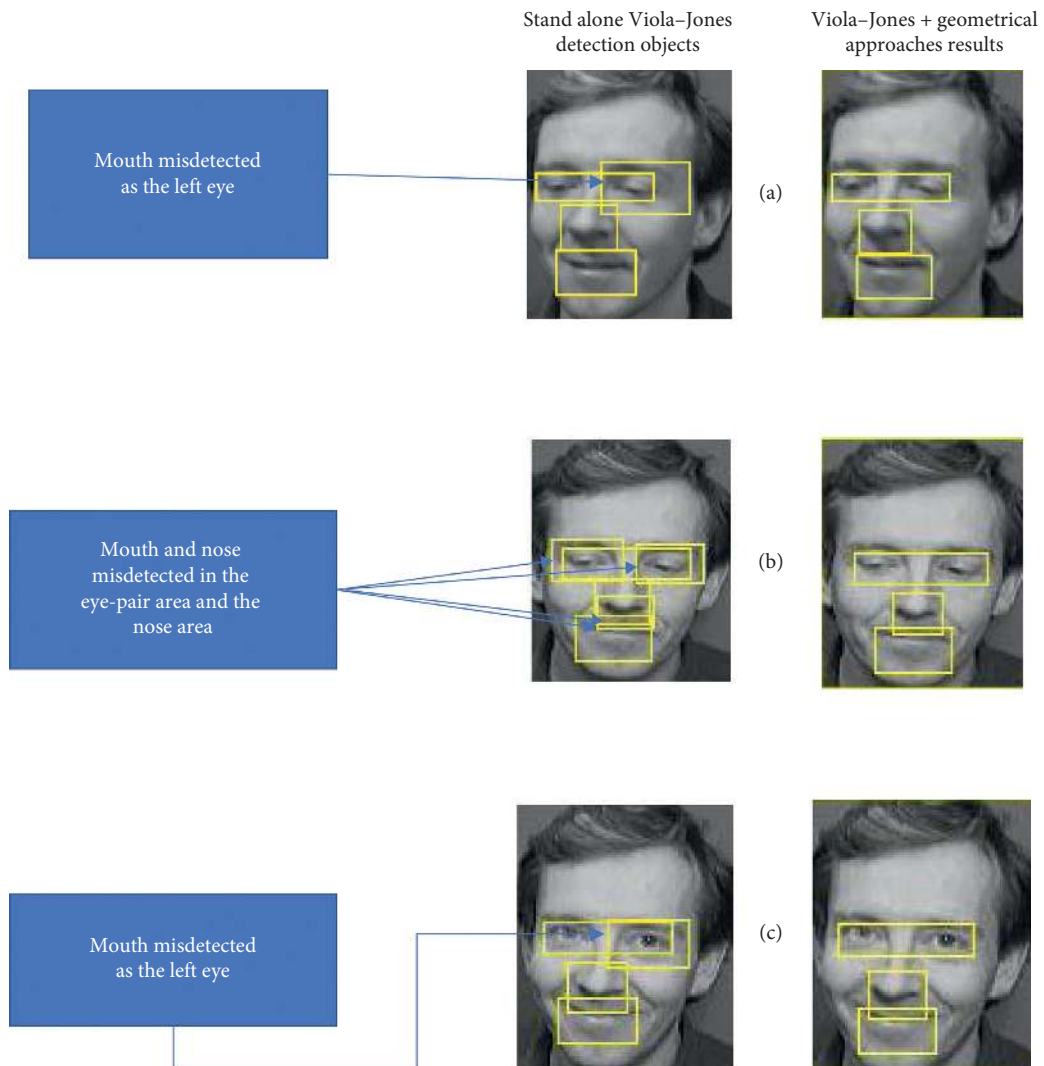 Stand alone Viola–Jones
detection objects
Viola–Jones + geometrical
approaches results
Mouth misdetected
as the left eye
(a)
Mouth and nose
misdetected in the
eye-pair area and the
nose area
(b)
Mouth misdetected
as the left eye
(c)